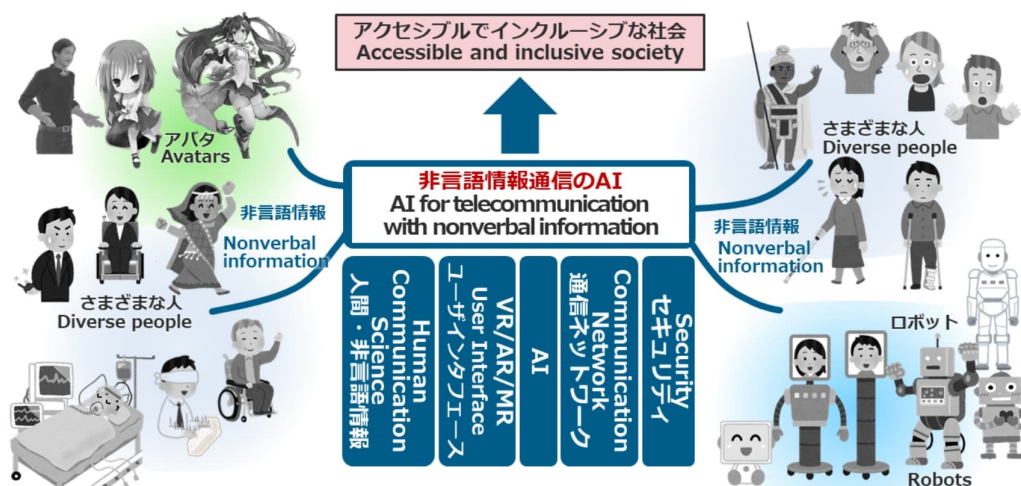 アクセシブルでインクルーシブな社会
Accessible and inclusive society
アバタ
Avatars
さまざまな人
Diverse people
非言語情報通信のAI
AI for telecommunication
with nonverbal information
非言語情報
Nonverbal
information
非言語情報
Nonverbal
information
さまざまな人
Diverse people
人間・非言語情報
Human
Communication
Science
ユーザインタフェース
VR/AR/MR
User Interface
AI
通信ネットワーク
Communication
Network
セキュリティ
Security
ロボット
Robots